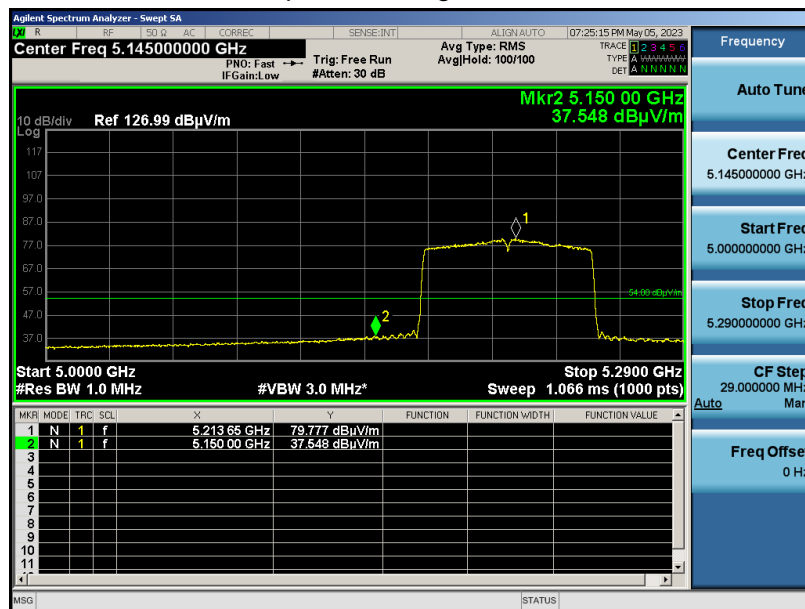 Agilent Spectrum Analyzer - Swept SA
LXI R RF 50 Ω AC CORREC SENSE:INT ALIGN AUTO 07:25:15 PM May 05, 2023
Center Freq 5.145000000 GHz
PNO: Fast
IFGain:Low
Trig: Free Run
#Atten: 30 dB
Avg Type: RMS
Avg|Hold: 100/100
TRACE 1 2 3 4 5 6
TYPE A
DET A N N N N N
Mkr2 5.150 00 GHz
37.548 dBµV/m
10 dB/div Ref 126.99 dBµV/m
Log
117
107
97.0
87.0
77.0
67.0
57.0
47.0
37.0
1
2
54.00 dBµV/m
Start 5.0000 GHz Stop 5.2900 GHz
#Res BW 1.0 MHz #VBW 3.0 MHz* Sweep 1.066 ms (1000 pts)
MKR MODE TRC SCL X Y FUNCTION FUNCTION WIDTH FUNCTION VALUE
1 N 1 f 5.213 65 GHz 79.777 dBµV/m
2 N 1 f 5.150 00 GHz 37.548 dBµV/m
3
4
5
6
7
8
9
10
11
MSG STATUS
Frequency
Auto Tune
Center Freq
5.145000000 GHz
Start Freq
5.000000000 GHz
Stop Freq
5.290000000 GHz
CF Step
29.000000 MHz
Auto Man
Freq Offset
0 Hz